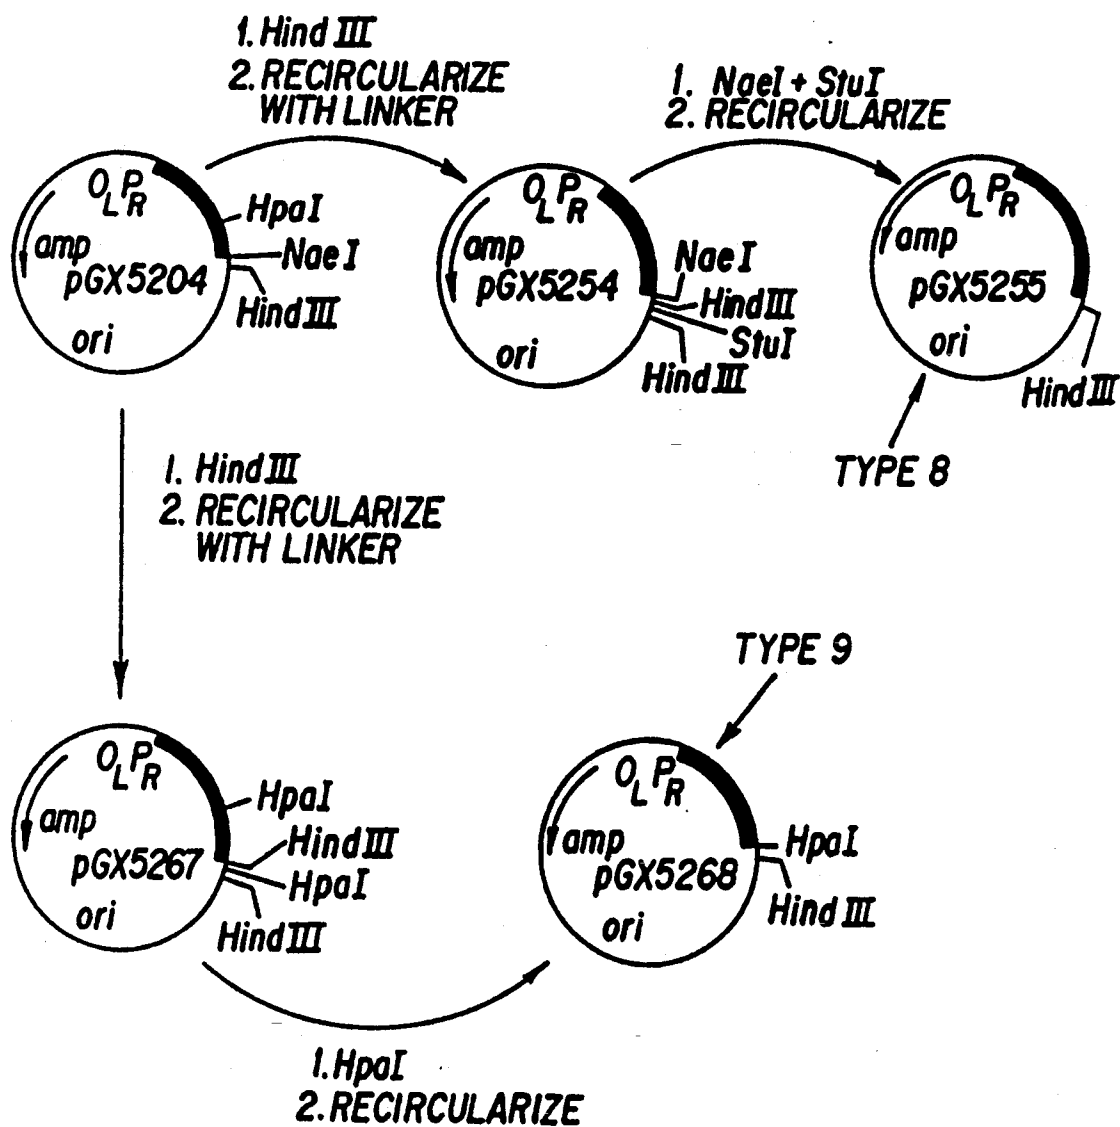 1. Hind III
2. RECIRCULARIZE
WITH LINKER
1. NaeI + StuI
2. RECIRCULARIZE
OLPR
HpaI
amp
NaeI
pGX5204
HindIII
ori
OLPR
amp
NaeI
pGX5254
HindIII
StuI
ori
HindIII
OLPR
amp
pGX5255
ori
HindIII
TYPE 8
1. HindIII
2. RECIRCULARIZE
WITH LINKER
TYPE 9
OLPR
HpaI
amp
HindIII
pGX5267
HpaI
ori
HindIII
OLPR
amp
HpaI
pGX5268
HindIII
ori
1. HpaI
2. RECIRCULARIZE